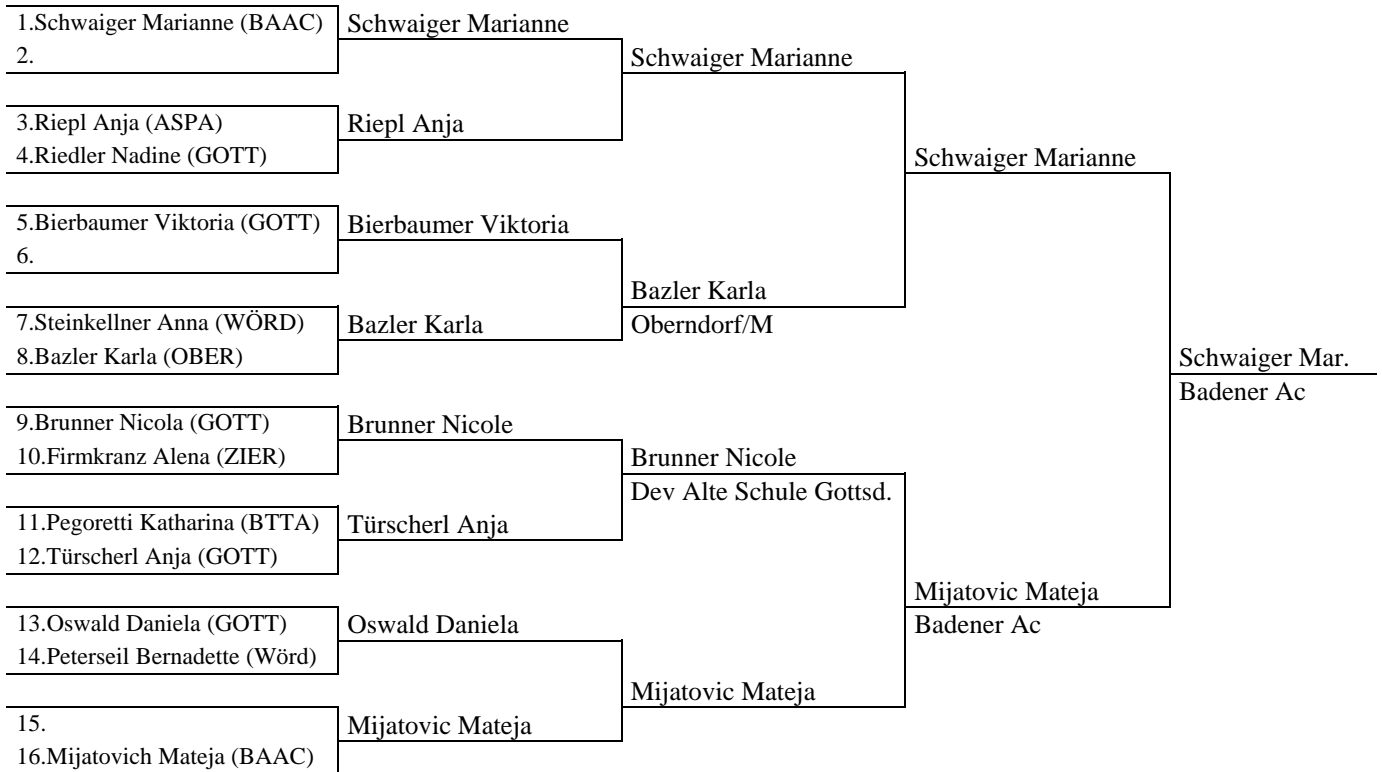 1.Schwaiger Marianne (BAAC)
2.
3.Riepl Anja (ASPA)
4.Riedler Nadine (GOTT)
5.Bierbaumer Viktoria (GOTT)
6.
7.Steinkellner Anna (WÖRD)
8.Bazler Karla (OBER)
9.Brunner Nicola (GOTT)
10.Firmkranz Alena (ZIER)
11.Pegoretti Katharina (BTTA)
12.Türscherl Anja (GOTT)
13.Oswald Daniela (GOTT)
14.Peterseil Bernadette (Wörd)
15.
16.Mijatovich Mateja (BAAC)
Schwaiger Marianne
Riepl Anja
Bierbaumer Viktoria
Bazler Karla
Brunner Nicole
Türscherl Anja
Oswald Daniela
Mijatovic Mateja
Schwaiger Marianne
Bazler Karla
Oberndorf/M
Brunner Nicole
Dev Alte Schule Gottsd.
Mijatovic Mateja
Schwaiger Marianne
Mijatovic Mateja
Badener Ac
Schwaiger Mar.
Badener Ac